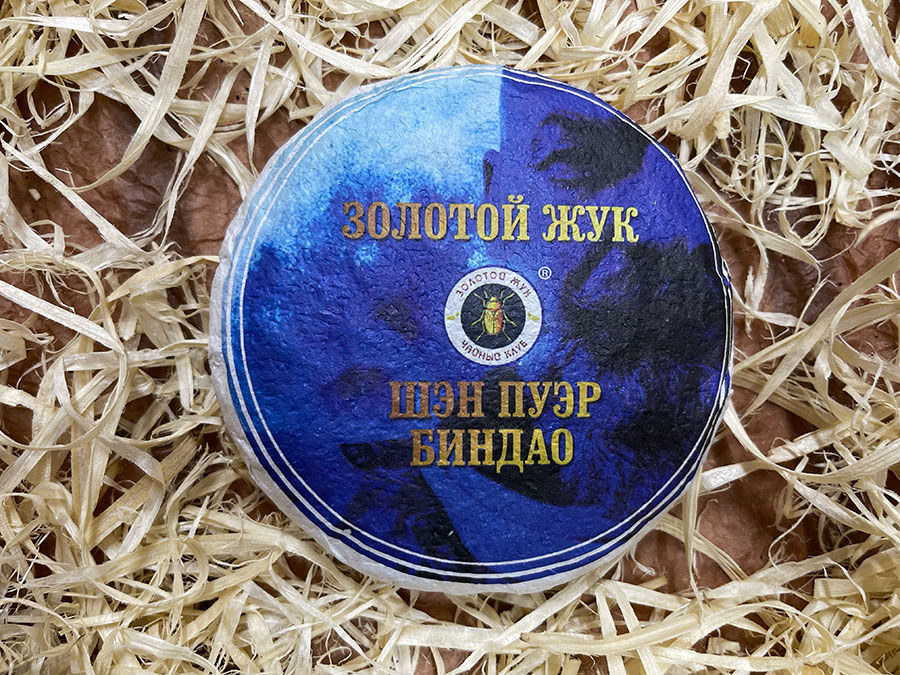 ЗОЛОТОЙ ЖУК
®
ЗОЛОТОЙ ЖУК
ЧАЙНЫЙ КЛУБ
ШЭН ПУЭР
БИНДАО